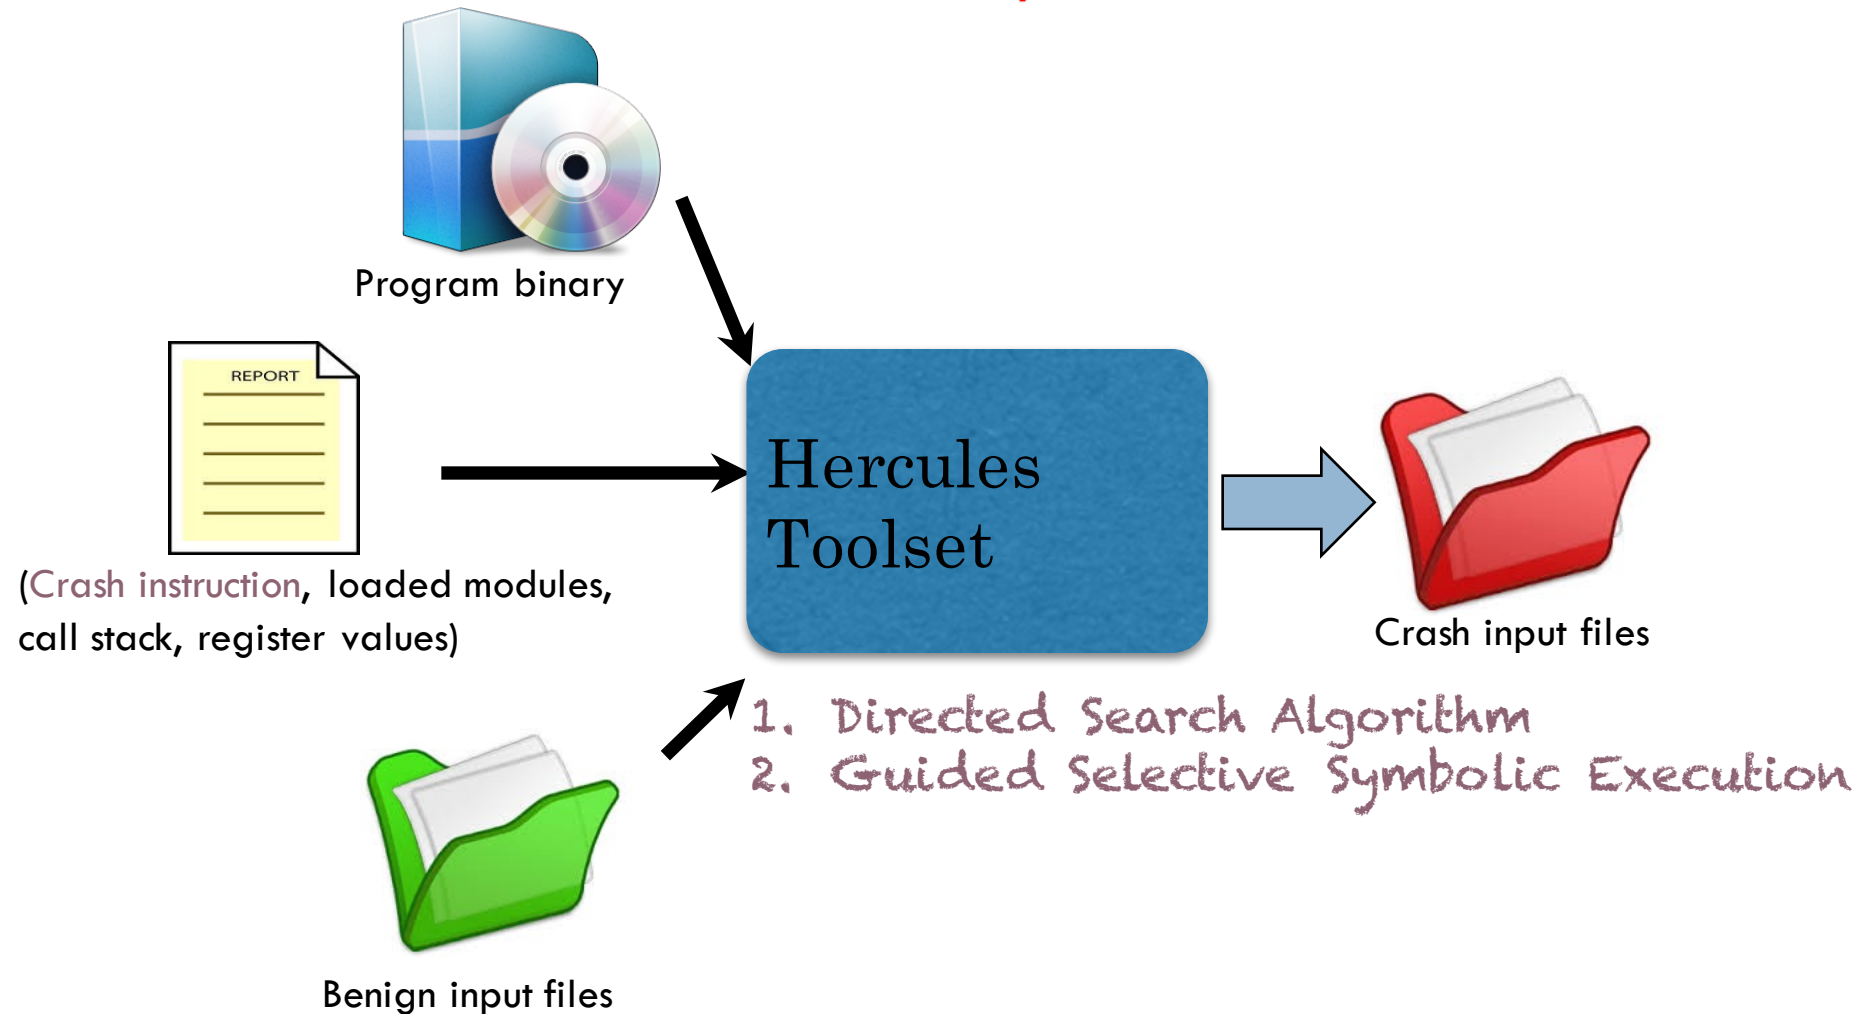 Program binary
REPORT
(Crash instruction, loaded modules,
call stack, register values)
Hercules
Toolset
Crash input files
1. Directed Search Algorithm
2. Guided Selective Symbolic Execution
Benign input files